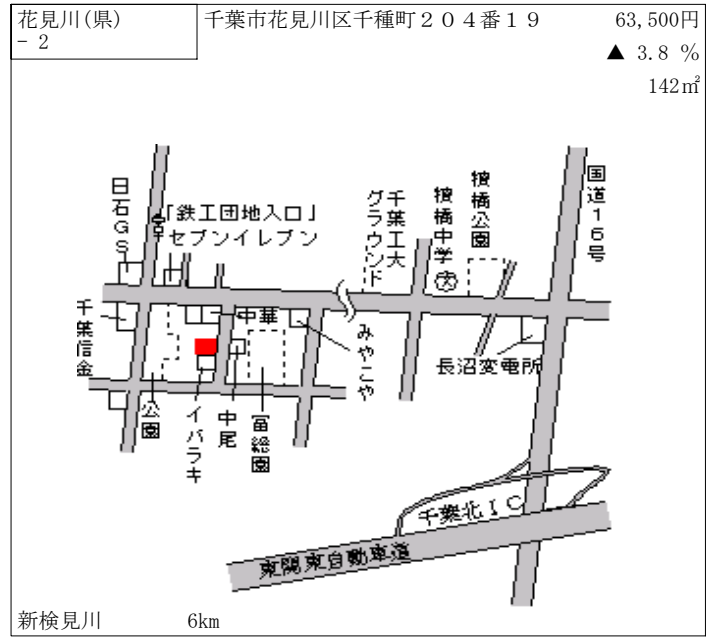 花見川(県)
- 2
千葉市花見川区千種町２０４番１９
63,500円
▲ 3.8 %
142㎡
日石GS
「鉄工団地入口」
セブンイレブン
千葉工大
グラウンド
犢橋中学
文
犢橋公園
国道16号
千葉信金
中華
みやこや
長沼変電所
公園
イバラキ
中尾
冨総園
千葉北IC
東関東自動車道
新検見川
6km